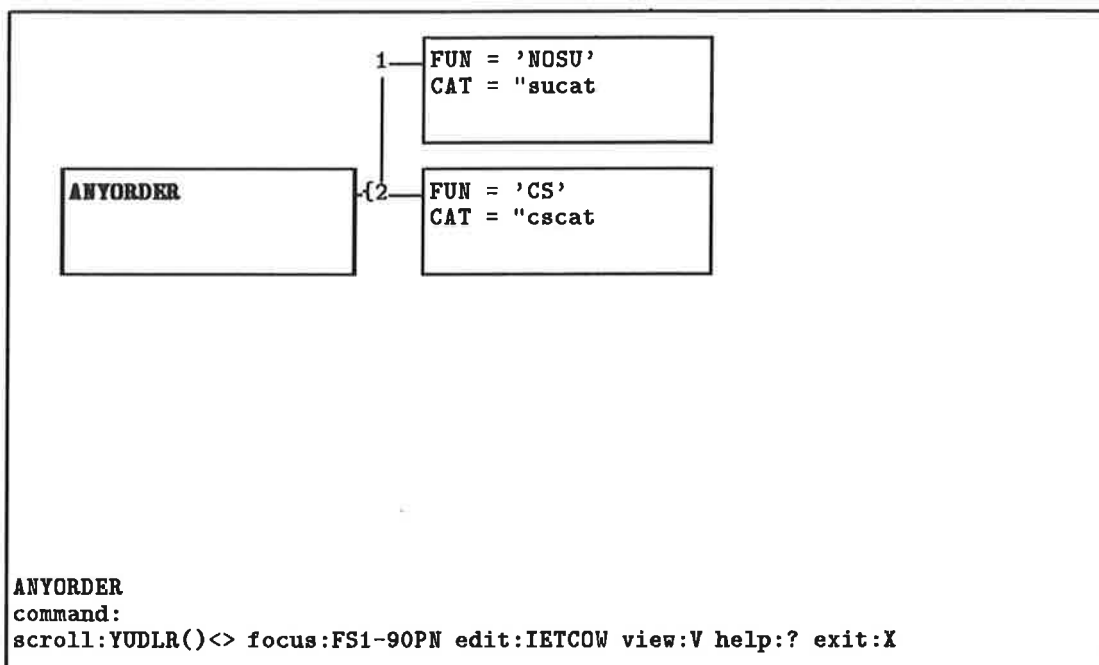 1 FUN = 'NOSU'
CAT = "sucat
ANYORDER {2 FUN = 'CS'
CAT = "cscat
ANYORDER
command:
scroll:YUDLR()<> focus:FS1-90PN edit:IETCOW view:V help:? exit:X